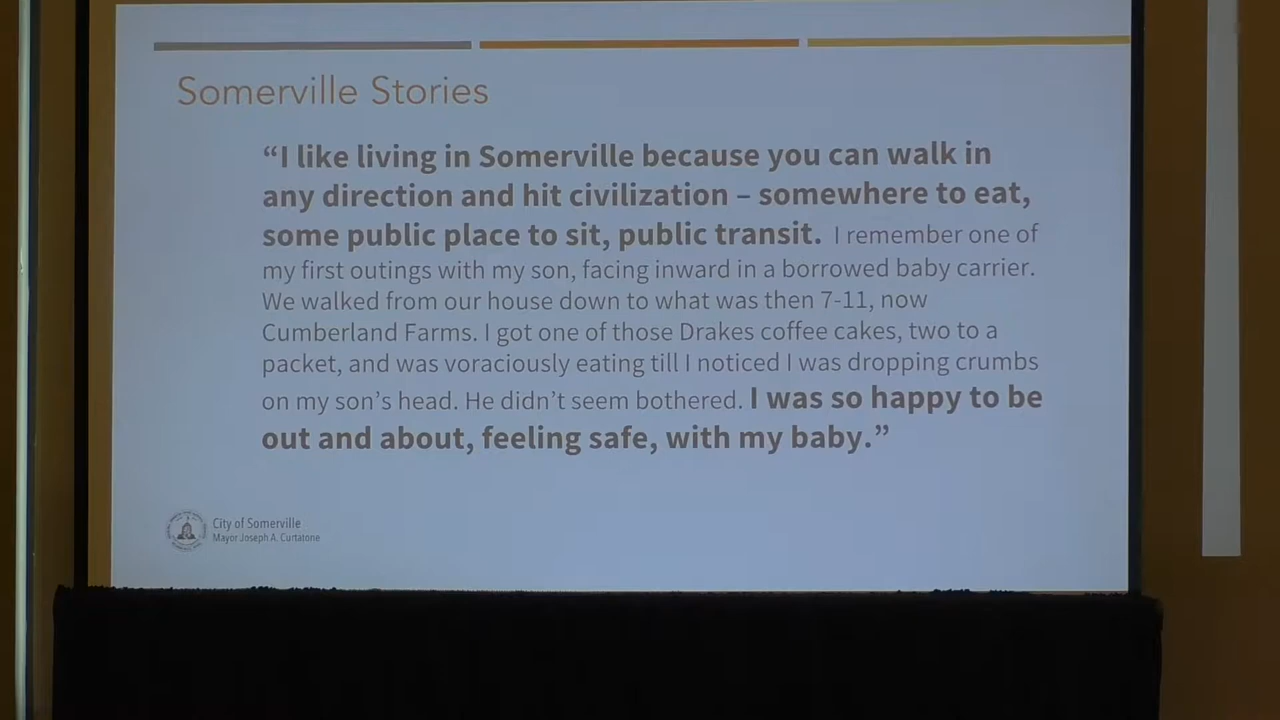 Somerville Stories
“I like living in Somerville because you can walk in
any direction and hit civilization – somewhere to eat,
some public place to sit, public transit. I remember one of
my first outings with my son, facing inward in a borrowed baby carrier.
We walked from our house down to what was then 7-11, now
Cumberland Farms. I got one of those Drakes coffee cakes, two to a
packet, and was voraciously eating till I noticed I was dropping crumbs
on my son’s head. He didn’t seem bothered. I was so happy to be
out and about, feeling safe, with my baby.”
City of Somerville
Mayor Joseph A. Curtatone